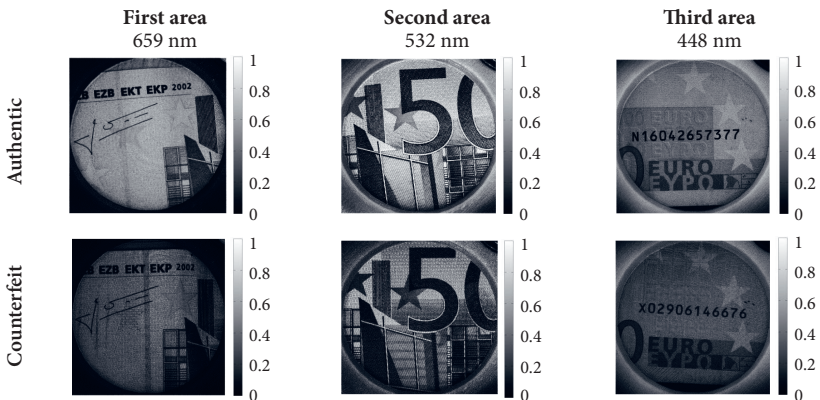 First area
659 nm
Second area
532 nm
Third area
448 nm
Authentic
EZB EKT EKP 2002
1
0.8
0.6
0.4
0.2
0
50
1
0.8
0.6
0.4
0.2
0
EURO
N16042657377
EURO
EYPO
1
0.8
0.6
0.4
0.2
0
Counterfeit
EZB EKT EKP 2002
1
0.8
0.6
0.4
0.2
0
50
1
0.8
0.6
0.4
0.2
0
X02906146676
EURO
EYPO
1
0.8
0.6
0.4
0.2
0